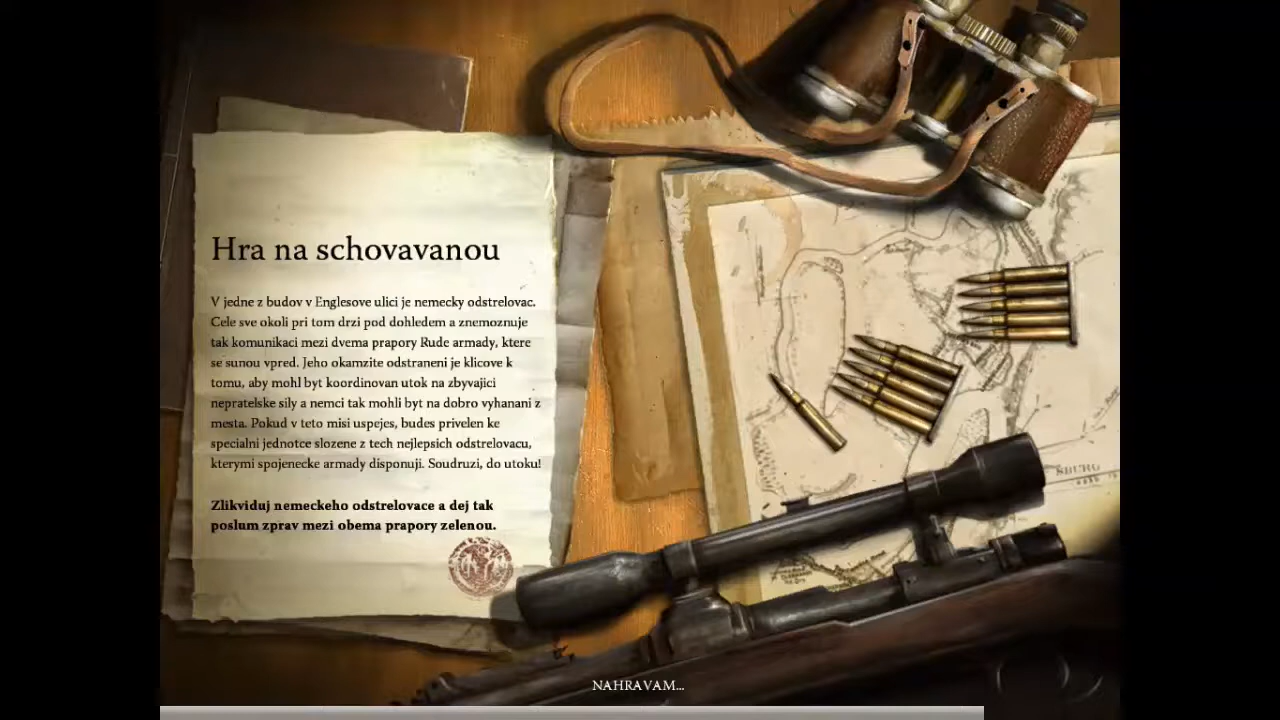 Hra na schovavanou
V jedne z budov v Englesove ulici je nemecky odstrelovac.
Cele sve okoli pri tom drzi pod dohledem a znemoznuje
tak komunikaci mezi dvema prapory Rude armady, ktere
se sunou vpred. Jeho okamzite odstraneni je klicove k
tomu, aby mohl byt koordinovan utok na zbyvajici
nepratelske sily a nemci tak mohli byt na dobro vyhanani z
mesta. Pokud v teto misi uspejes, budes privelen ke
specialni jednotce slozene z tech nejlepsich odstrelovacu,
kterymi spojenecke armady disponuji. Soudruzi, do utoku!
Zlikviduj nemeckeho odstrelovace a dej tak
poslum zprav mezi obema prapory zelenou.
NAHRAVAM...